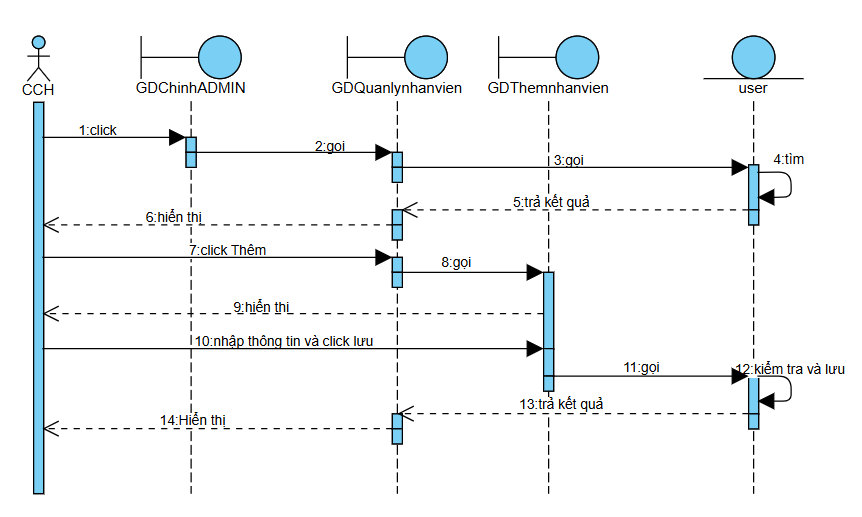 CCH
GDChinhADMIN
GDQuanlynhanvien
GDThemnhanvien
user
1:click
2:gọi
3:gọi
4:tìm
5:trả kết quả
6:hiển thị
7:click Thêm
8:gọi
9:hiển thị
10:nhập thông tin và click lưu
11:gọi
12:kiểm tra và lưu
13:trả kết quả
14:Hiển thị